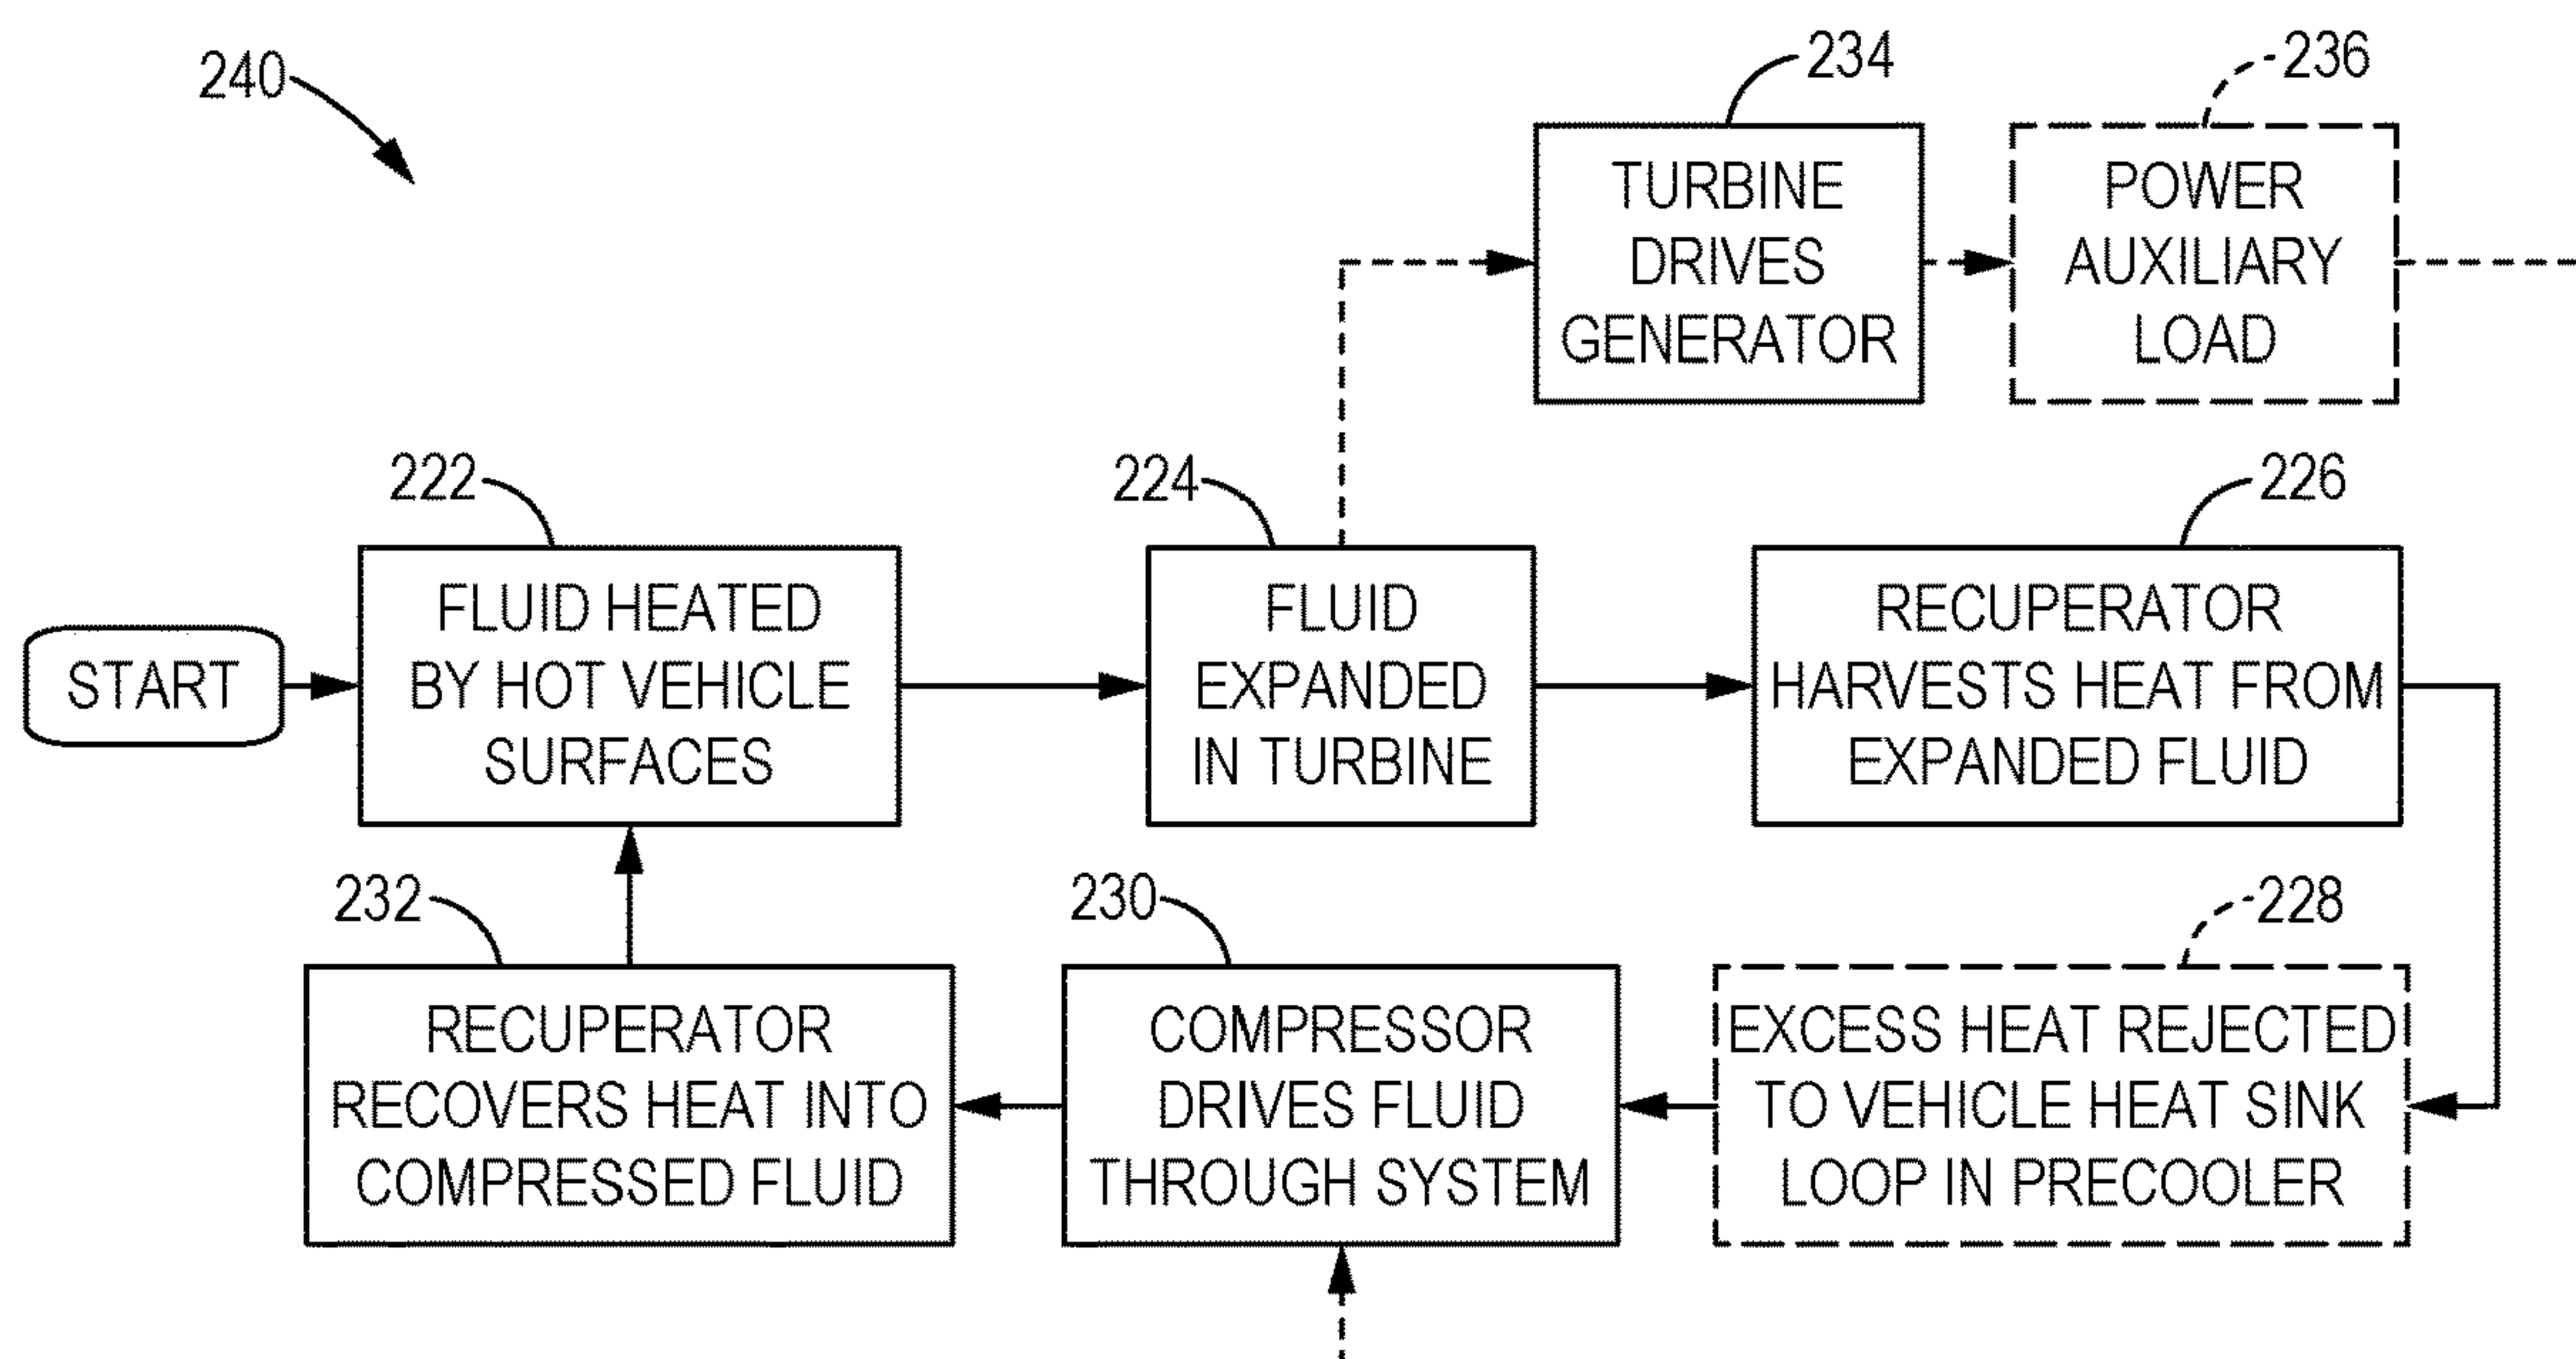 240
234
236
TURBINE
DRIVES
GENERATOR
POWER
AUXILIARY
LOAD
222
224
226
START
FLUID HEATED
BY HOT VEHICLE
SURFACES
FLUID
EXPANDED
IN TURBINE
RECUPERATOR
HARVESTS HEAT FROM
EXPANDED FLUID
232
230
228
RECUPERATOR
RECOVERS HEAT INTO
COMPRESSED FLUID
COMPRESSOR
DRIVES FLUID
THROUGH SYSTEM
EXCESS HEAT REJECTED
TO VEHICLE HEAT SINK
LOOP IN PRECOOLER